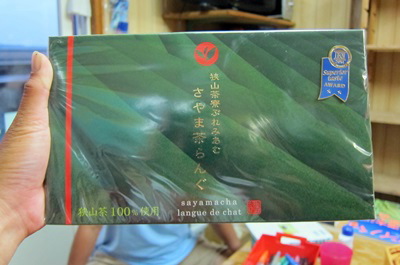 狭山茶寮ぷれみあむ
さやま茶らんぐ
sayamacha
langue de chat
狭山茶100%使用
Superior
Taste
AWARD